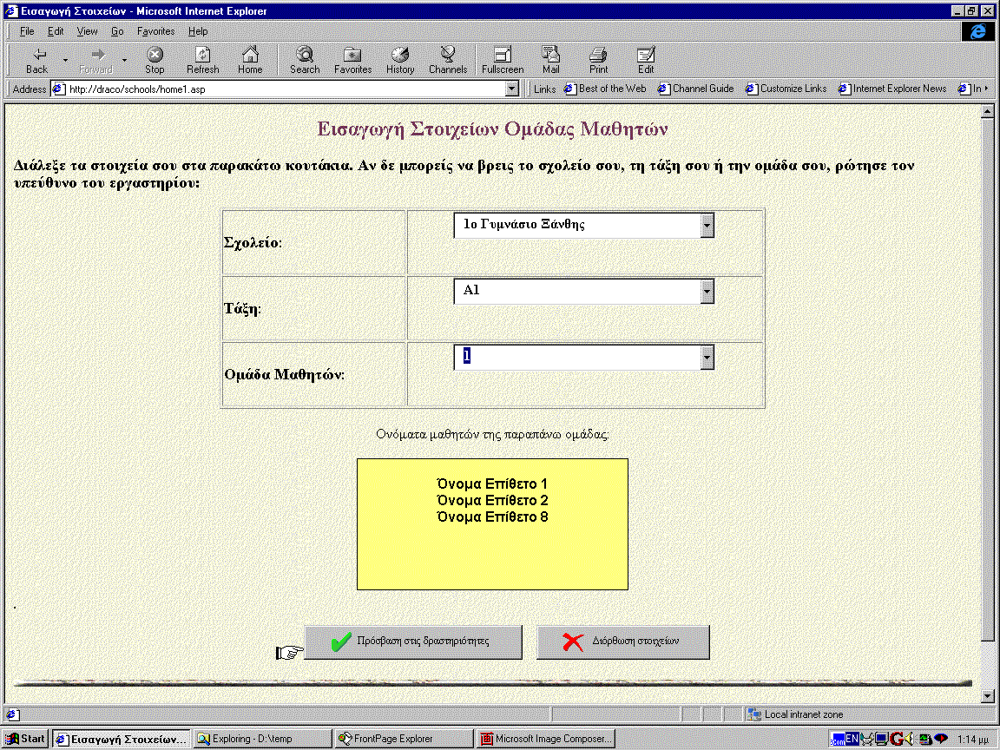 Εισαγωγή Στοιχείων - Microsoft Internet Explorer
File Edit View Go Favorites Help
Back Forward Stop Refresh Home Search Favorites History Channels Fullscreen Mail Print Edit
Address http://draco/schools/home1.asp Links Best of the Web Channel Guide Customize Links Internet Explorer News In
Εισαγωγή Στοιχείων Ομάδας Μαθητών
Διάλεξε τα στοιχεία σου στα παρακάτω κουτάκια. Αν δε μπορείς να βρεις το σχολείο σου, τη τάξη σου ή την ομάδα σου, ρώτησε τον
υπεύθυνο του εργαστηρίου:
1ο Γυμνάσιο Ξάνθης
Σχολείο:
Α1
Τάξη:
1
Ομάδα Μαθητών:
Ονόματα μαθητών της παραπάνω ομάδας:
Όνομα Επίθετο 1
Όνομα Επίθετο 2
Όνομα Επίθετο 8
.
Πρόσβαση στις δραστηριότητες Διόρθωση στοιχείων
Local intranet zone
Start Εισαγωγή Στοιχείων... Exploring - D:\temp FrontPage Explorer Microsoft Image Composer... EN 1:14 μμ